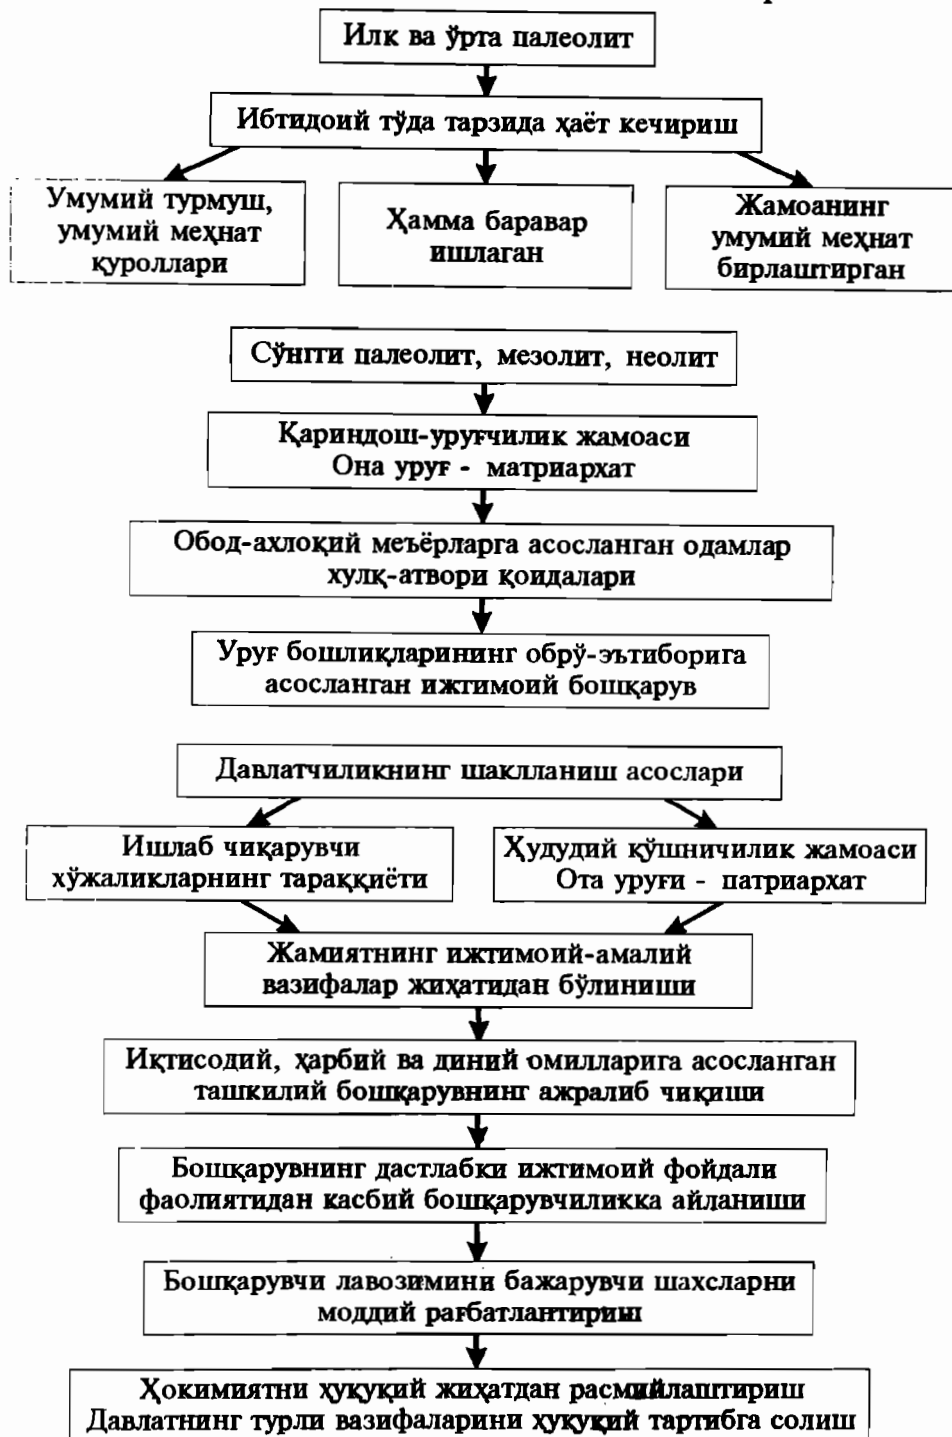 Илк ва ўрта палеолит
Ибтидоий тўда тарзида ҳаёт кечириш
Умумий турмуш,
умумий меҳнат
қуроллари
Ҳамма баравар
ишлаган
Жамоанинг
умумий меҳнат
бирлаштирган
Сўнгги палеолит, мезолит, неолит
Қариндош-уруғчилик жамоаси
Она уруғ - матриархат
Обод-ахлоқий меъёрларга асосланган одамлар
хулқ-атвори қоидалари
Уруғ бошлиқларининг обрў-эътиборига
асосланган ижтимоий бошқарув
Давлатчиликнинг шаклланиш асослари
Ишлаб чиқарувчи
хўжаликларнинг тараққиёти
Ҳудудий қўшничилик жамоаси
Ота уруғи - патриархат
Жамиятнинг ижтимоий-амалий
вазифалар жиҳатидан бўлиниши
Иқтисодий, ҳарбий ва диний омилларига асосланган
ташкилий бошқарувнинг ажралиб чиқиши
Бошқарувнинг дастлабки ижтимоий фойдали
фаолиятидан касбий бошқарувчиликка айланиши
Бошқарувчи лавозимини бажарувчи шахсларни
моддий рағбатлантириш
Ҳокимиятни ҳуқуқий жиҳатдан расмийлаштириш
Давлатнинг турли вазифаларини ҳуқуқий тартибга солиш